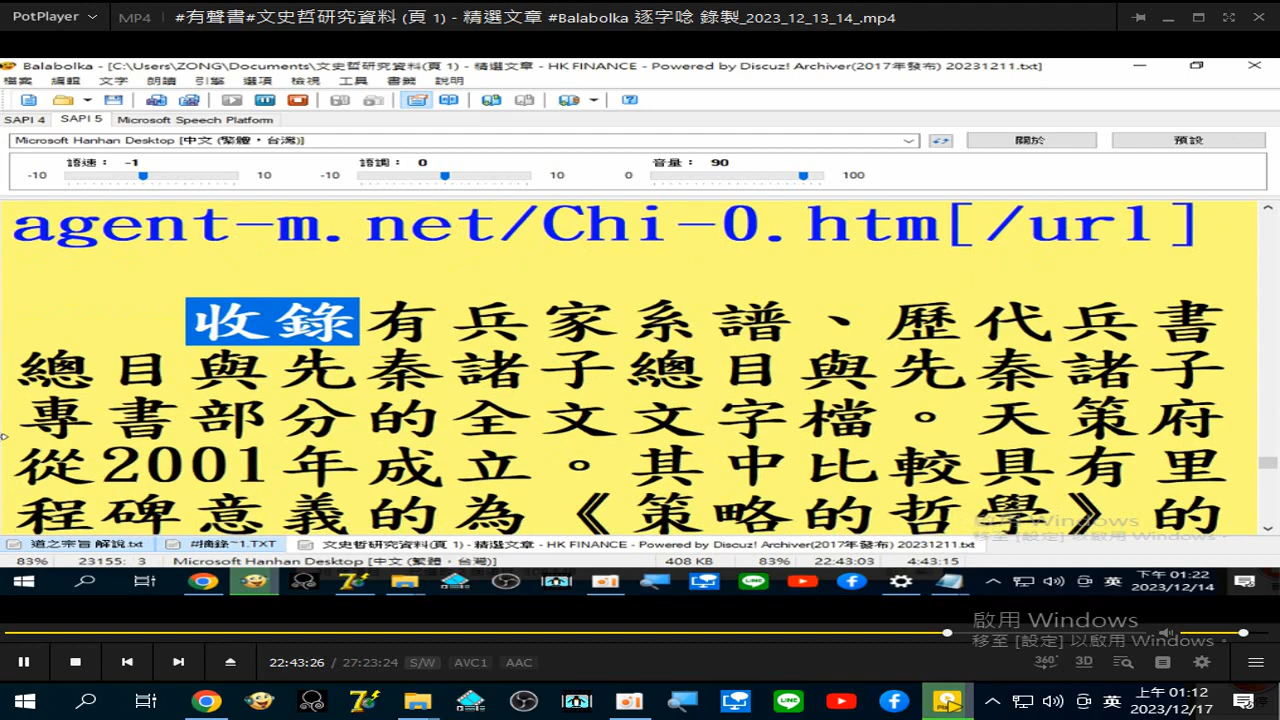 PotPlayer MP4 #有聲書#文史哲研究資料 (頁 1) - 精選文章 #Balabolka 逐字唸 錄製_2023_12_13_14_.mp4
Balabolka - [C:\Users\ZONG\Documents\文史哲研究資料(頁 1) - 精選文章 - HK FINANCE - Powered by Discuz! Archiver(2017年發布) 20231211.txt]
檔案 編輯 文字 朗讀 引擎 選項 檢視 工具 書籤 說明
SAPI 4 SAPI 5 Microsoft Speech Platform
Microsoft Hanhan Desktop [中文 (繁體，台灣)] 關於 預設
語速： -1 語調： 0 音量： 90
-10 10 -10 10 0 100
agent-m.net/Chi-0.htm[/url]
收錄有兵家系譜、歷代兵書
總目與先秦諸子總目與先秦諸子
專書部分的全文文字檔。天策府
從2001年成立。其中比較具有里
程碑意義的為《策略的哲學》的
道之宗旨 解說.txt #摘錄~1.TXT 文史哲研究資料(頁 1) - 精選文章 - HK FINANCE - Powered by Discuz! Archiver(2017年發布) 20231211.txt
83% 23155: 3 Microsoft Hanhan Desktop [中文 (繁體，台灣)] 408 KB 83% 22:43:03 4:43:15
英 下午 01:22
2023/12/14
啟用 Windows
移至 [設定] 以啟用 Windows。
22:43:26 / 27:23:24 S/W AVC1 AAC 360° 3D
英 上午 01:12
2023/12/17